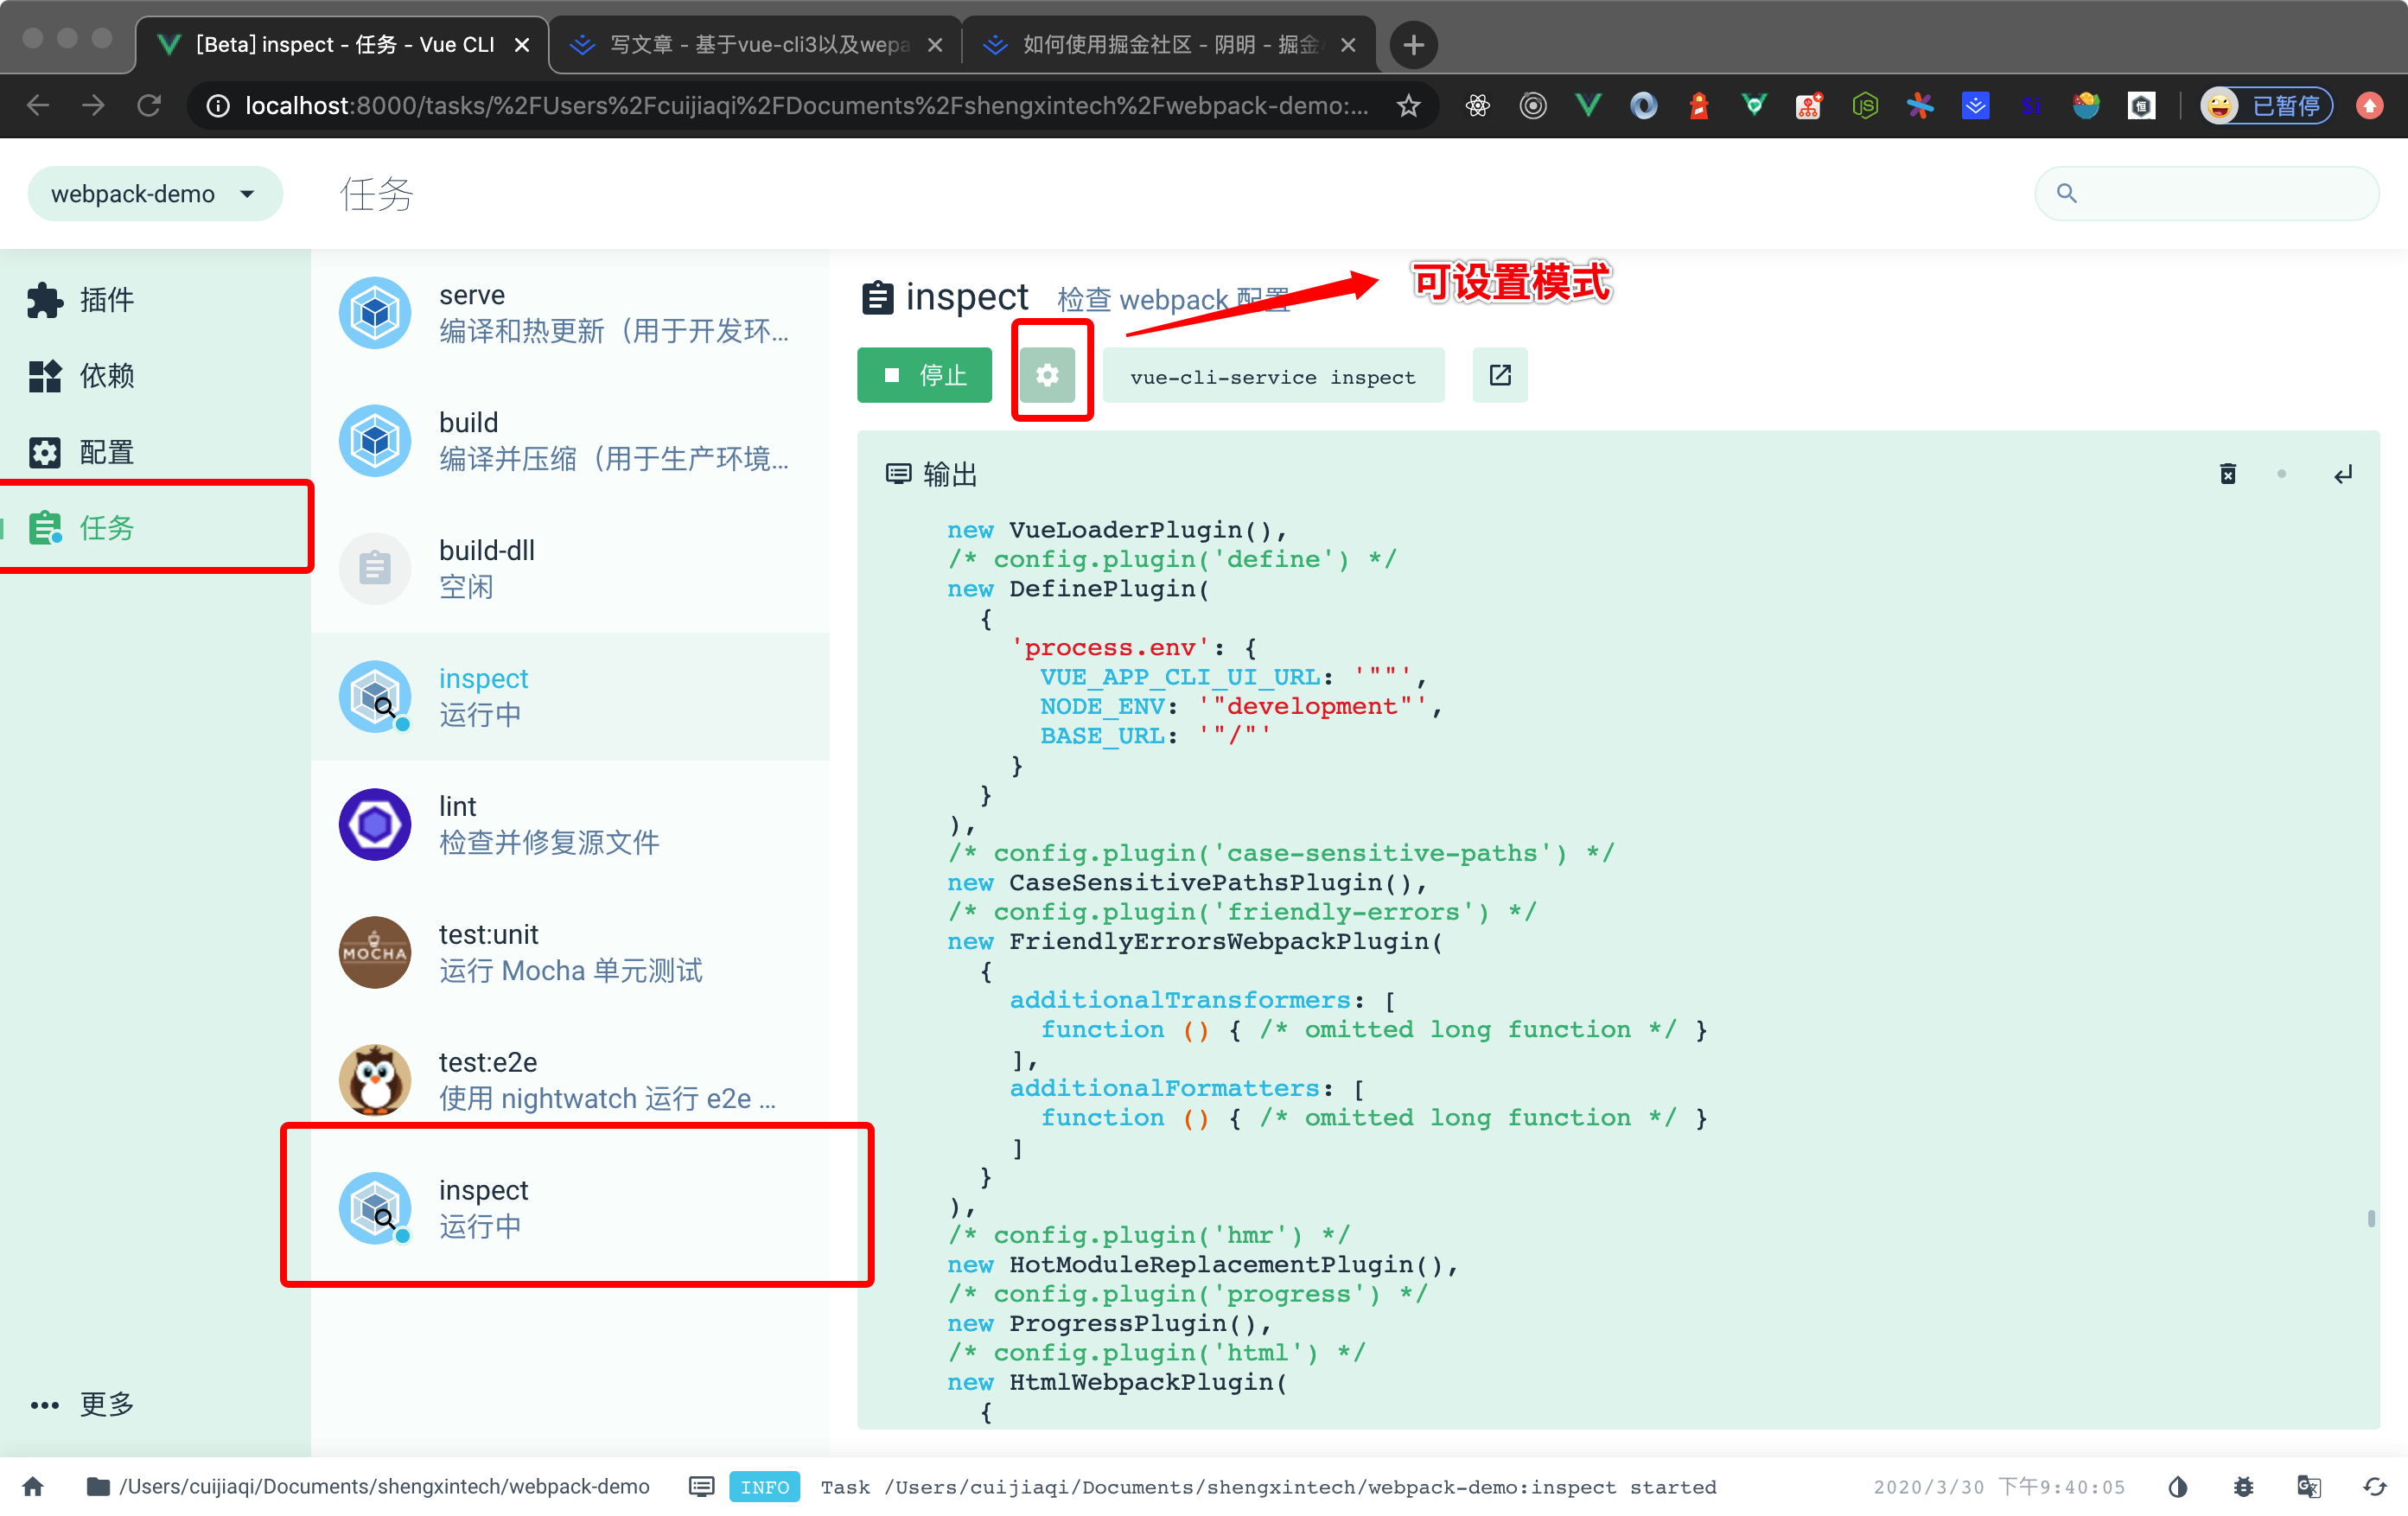 [Beta] inspect - 任务 - Vue CLI
写文章 - 基于vue-cli3以及wepa
如何使用掘金社区 - 阴明 - 掘金
localhost:8000/tasks/%2FUsers%2Fcuijiaqi%2FDocuments%2Fshengxintech%2Fwebpack-demo:...
已暂停
webpack-demo
任务
插件
依赖
配置
任务
更多
serve
编译和热更新（用于开发环...
build
编译并压缩（用于生产环境...
build-dll
空闲
inspect
运行中
lint
检查并修复源文件
MOCHA
test:unit
运行 Mocha 单元测试
test:e2e
使用 nightwatch 运行 e2e ...
inspect
运行中
inspect 检查 webpack 配置
可设置模式
停止
vue-cli-service inspect
输出
new VueLoaderPlugin(),
/* config.plugin('define') */
new DefinePlugin(
{
'process.env': {
VUE_APP_CLI_UI_URL: '""',
NODE_ENV: '"development"',
BASE_URL: '"/"'
}
}
),
/* config.plugin('case-sensitive-paths') */
new CaseSensitivePathsPlugin(),
/* config.plugin('friendly-errors') */
new FriendlyErrorsWebpackPlugin(
{
additionalTransformers: [
function () { /* omitted long function */ }
],
additionalFormatters: [
function () { /* omitted long function */ }
]
}
),
/* config.plugin('hmr') */
new HotModuleReplacementPlugin(),
/* config.plugin('progress') */
new ProgressPlugin(),
/* config.plugin('html') */
new HtmlWebpackPlugin(
{
/Users/cuijiaqi/Documents/shengxintech/webpack-demo
INFO
Task /Users/cuijiaqi/Documents/shengxintech/webpack-demo:inspect started
2020/3/30 下午9:40:05